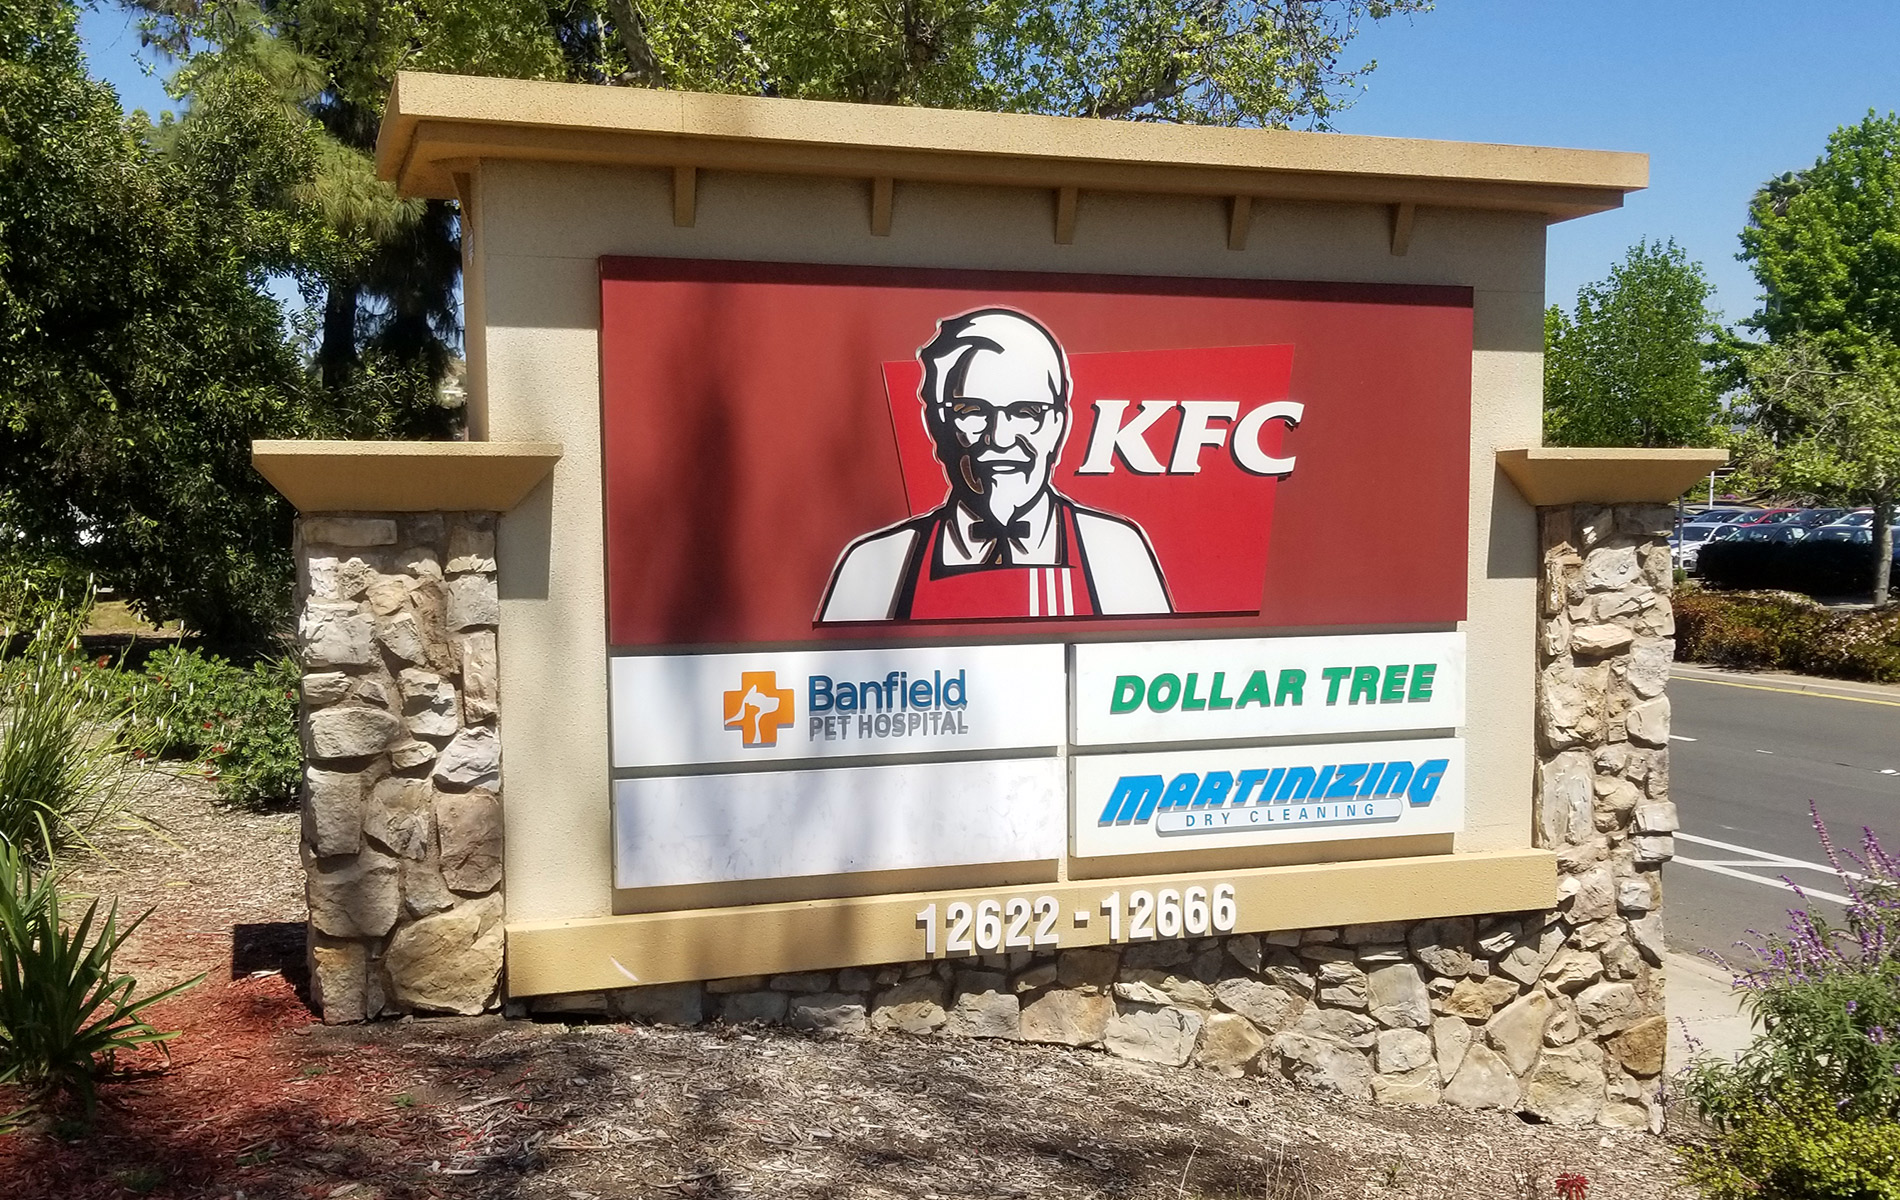 KFC
Banfield
PET HOSPITAL
DOLLAR TREE
MARTINIZING
DRY CLEANING
12622 - 12666